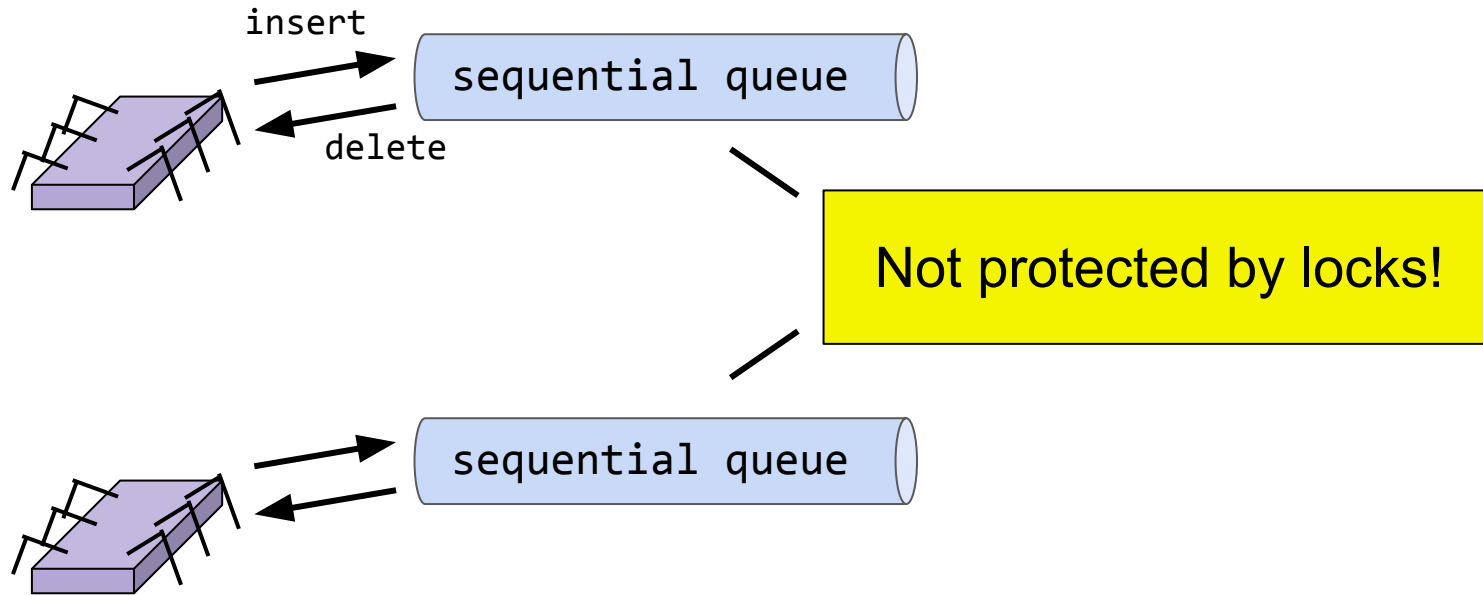 insert
sequential queue
delete
Not protected by locks!
sequential queue